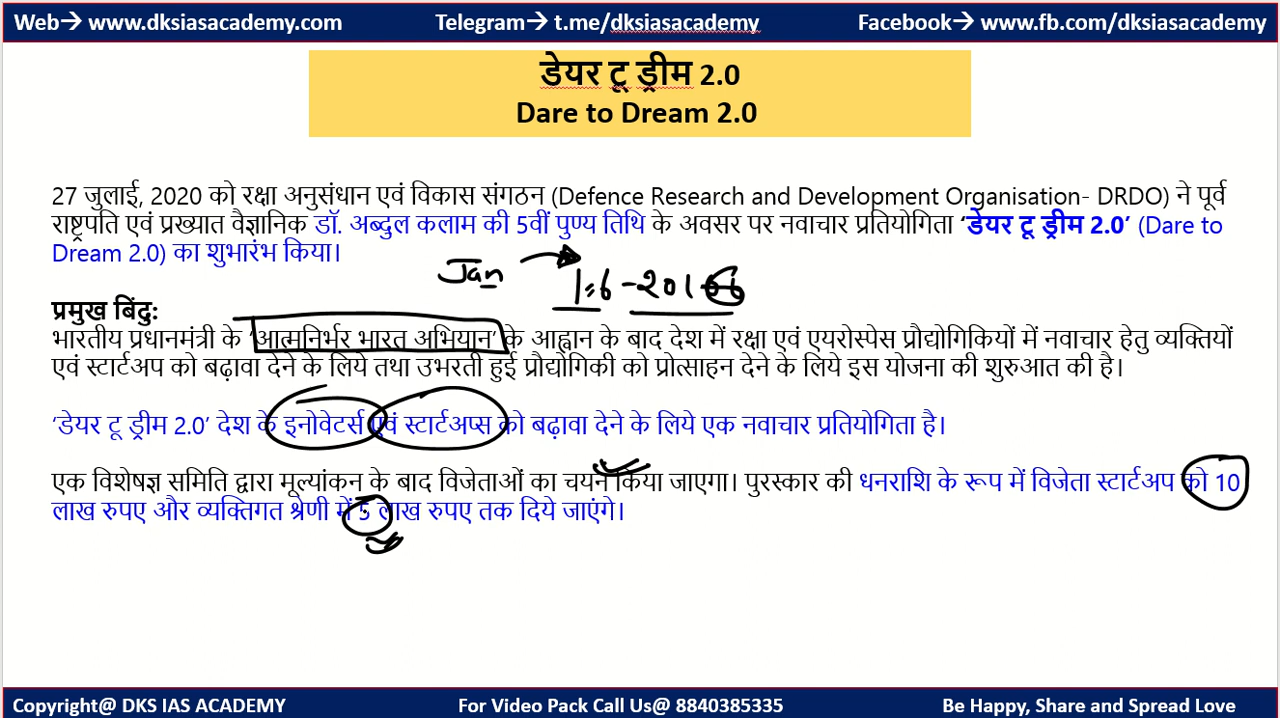 Web→ www.dksiasacademy.com Telegram→ t.me/dksiasacademy Facebook→ www.fb.com/dksiasacademy
डेयर टू ड्रीम 2.0
Dare to Dream 2.0
27 जुलाई, 2020 को रक्षा अनुसंधान एवं विकास संगठन (Defence Research and Development Organisation- DRDO) ने पूर्व
राष्ट्रपति एवं प्रख्यात वैज्ञानिक डॉ. अब्दुल कलाम की 5वीं पुण्य तिथि के अवसर पर नवाचार प्रतियोगिता ‘डेयर टू ड्रीम 2.0’ (Dare to
Dream 2.0) का शुभारंभ किया।
Jan
प्रमुख बिंदु:
भारतीय प्रधानमंत्री के ‘आत्मनिर्भर भारत अभियान’ के आह्वान के बाद देश में रक्षा एवं एयरोस्पेस प्रौद्योगिकियों में नवाचार हेतु व्यक्तियों
एवं स्टार्टअप को बढ़ावा देने के लिये तथा उभरती हुई प्रौद्योगिकी को प्रोत्साहन देने के लिये इस योजना की शुरुआत की है।
‘डेयर टू ड्रीम 2.0’ देश के इनोवेटर्स एवं स्टार्टअप्स को बढ़ावा देने के लिये एक नवाचार प्रतियोगिता है।
एक विशेषज्ञ समिति द्वारा मूल्यांकन के बाद विजेताओं का चयन किया जाएगा। पुरस्कार की धनराशि के रूप में विजेता स्टार्टअप को 10
लाख रुपए और व्यक्तिगत श्रेणी में 5 लाख रुपए तक दिये जाएंगे।
Copyright@ DKS IAS ACADEMY For Video Pack Call Us@ 8840385335 Be Happy, Share and Spread Love